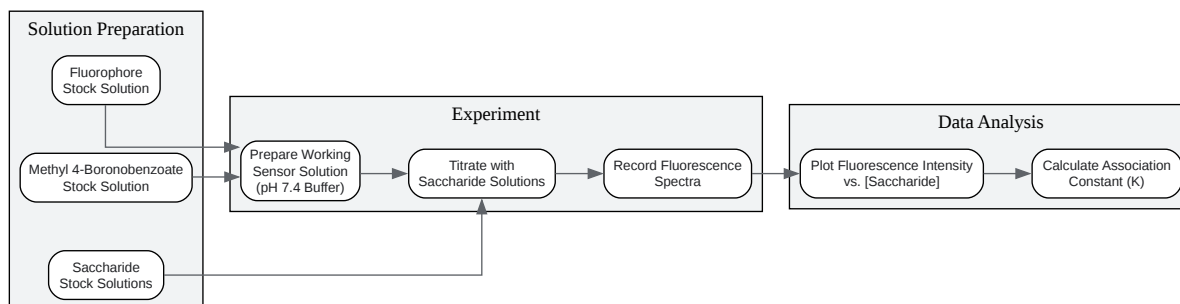 Solution Preparation
Fluorophore
Stock Solution
Methyl 4-Boronobenzoate
Stock Solution
Saccharide
Stock Solutions
Experiment
Prepare Working
Sensor Solution
(pH 7.4 Buffer)
Titrate with
Saccharide Solutions
Record Fluorescence
Spectra
Data Analysis
Plot Fluorescence Intensity
vs. [Saccharide]
Calculate Association
Constant (K)